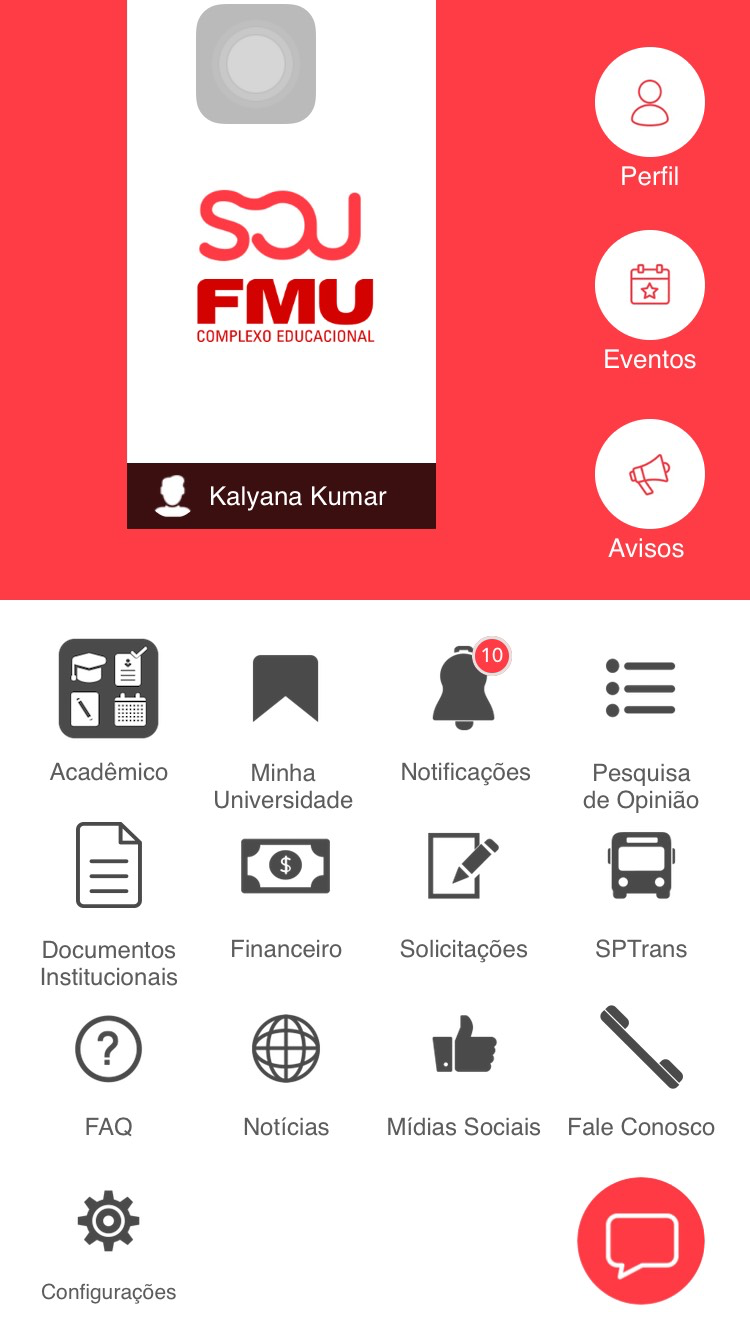 SOU
FMU
COMPLEXO EDUCACIONAL
Kalyana Kumar
Perfil
Eventos
Avisos
10
Acadêmico
Minha
Universidade
Notificações
Pesquisa
de Opinião
Documentos
Institucionais
$
Financeiro
Solicitações
SPTrans
?
FAQ
Notícias
Mídias Sociais
Fale Conosco
Configurações